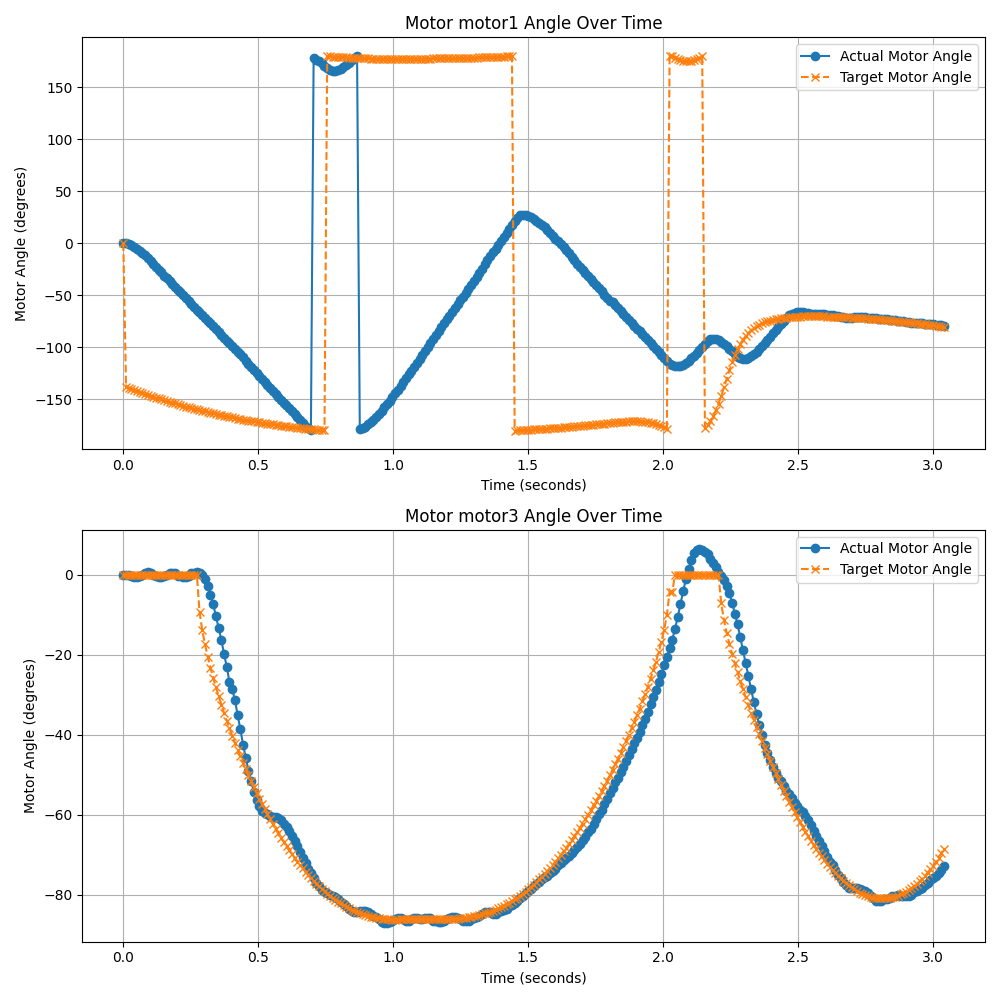 Motor motor1 Angle Over Time
Motor Angle (degrees)
150
100
50
0
−50
−100
−150
Actual Motor Angle
Target Motor Angle
0.0 0.5 1.0 1.5 2.0 2.5 3.0
Time (seconds)
Motor motor3 Angle Over Time
Motor Angle (degrees)
0
−20
−40
−60
−80
Actual Motor Angle
Target Motor Angle
0.0 0.5 1.0 1.5 2.0 2.5 3.0
Time (seconds)